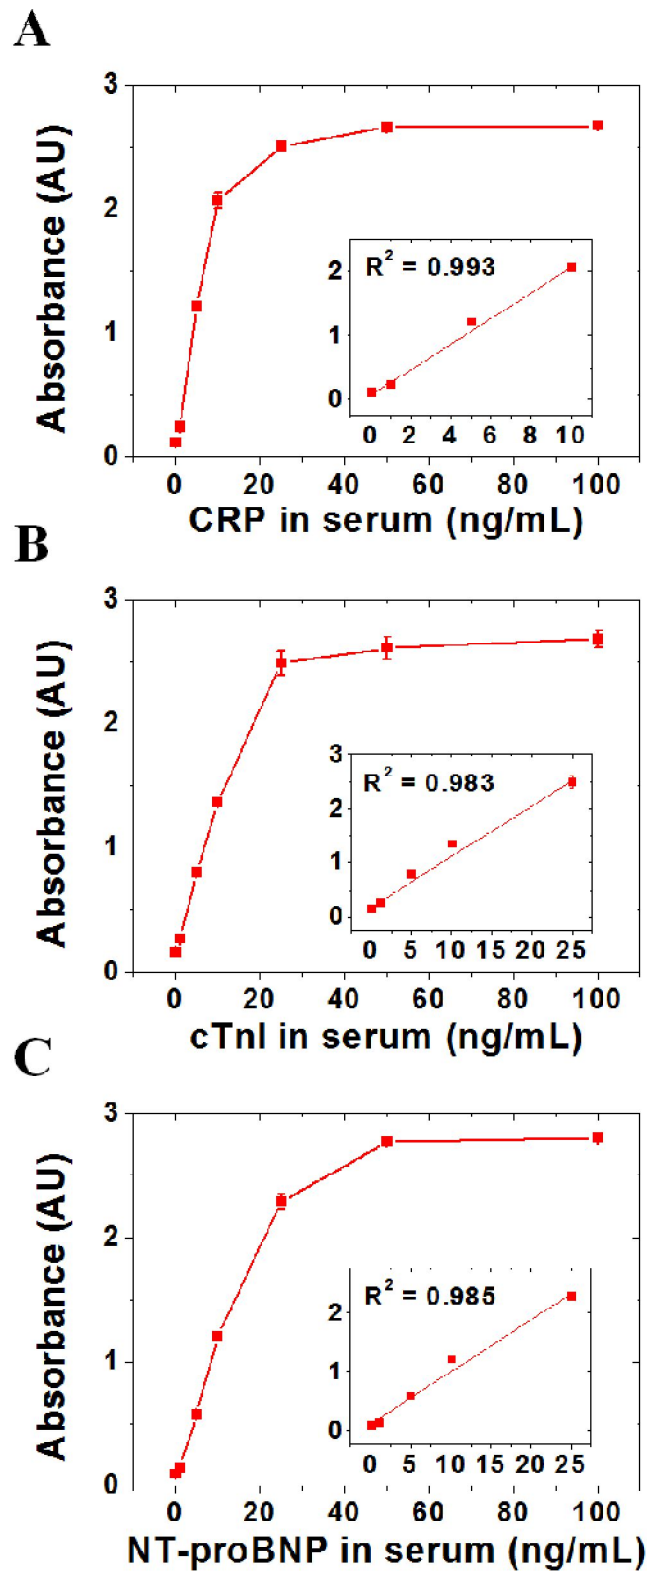 A
3
2
1
0
Absorbance (AU)
R² = 0.993
2
1
0
0 2 4 6 8 10
0 20 40 60 80 100
CRP in serum (ng/mL)
B
3
2
1
0
Absorbance (AU)
R² = 0.983
3
2
1
0
0 5 10 15 20 25
0 20 40 60 80 100
cTnI in serum (ng/mL)
C
3
2
1
0
Absorbance (AU)
R² = 0.985
2
1
0
0 5 10 15 20 25
0 20 40 60 80 100
NT-proBNP in serum (ng/mL)